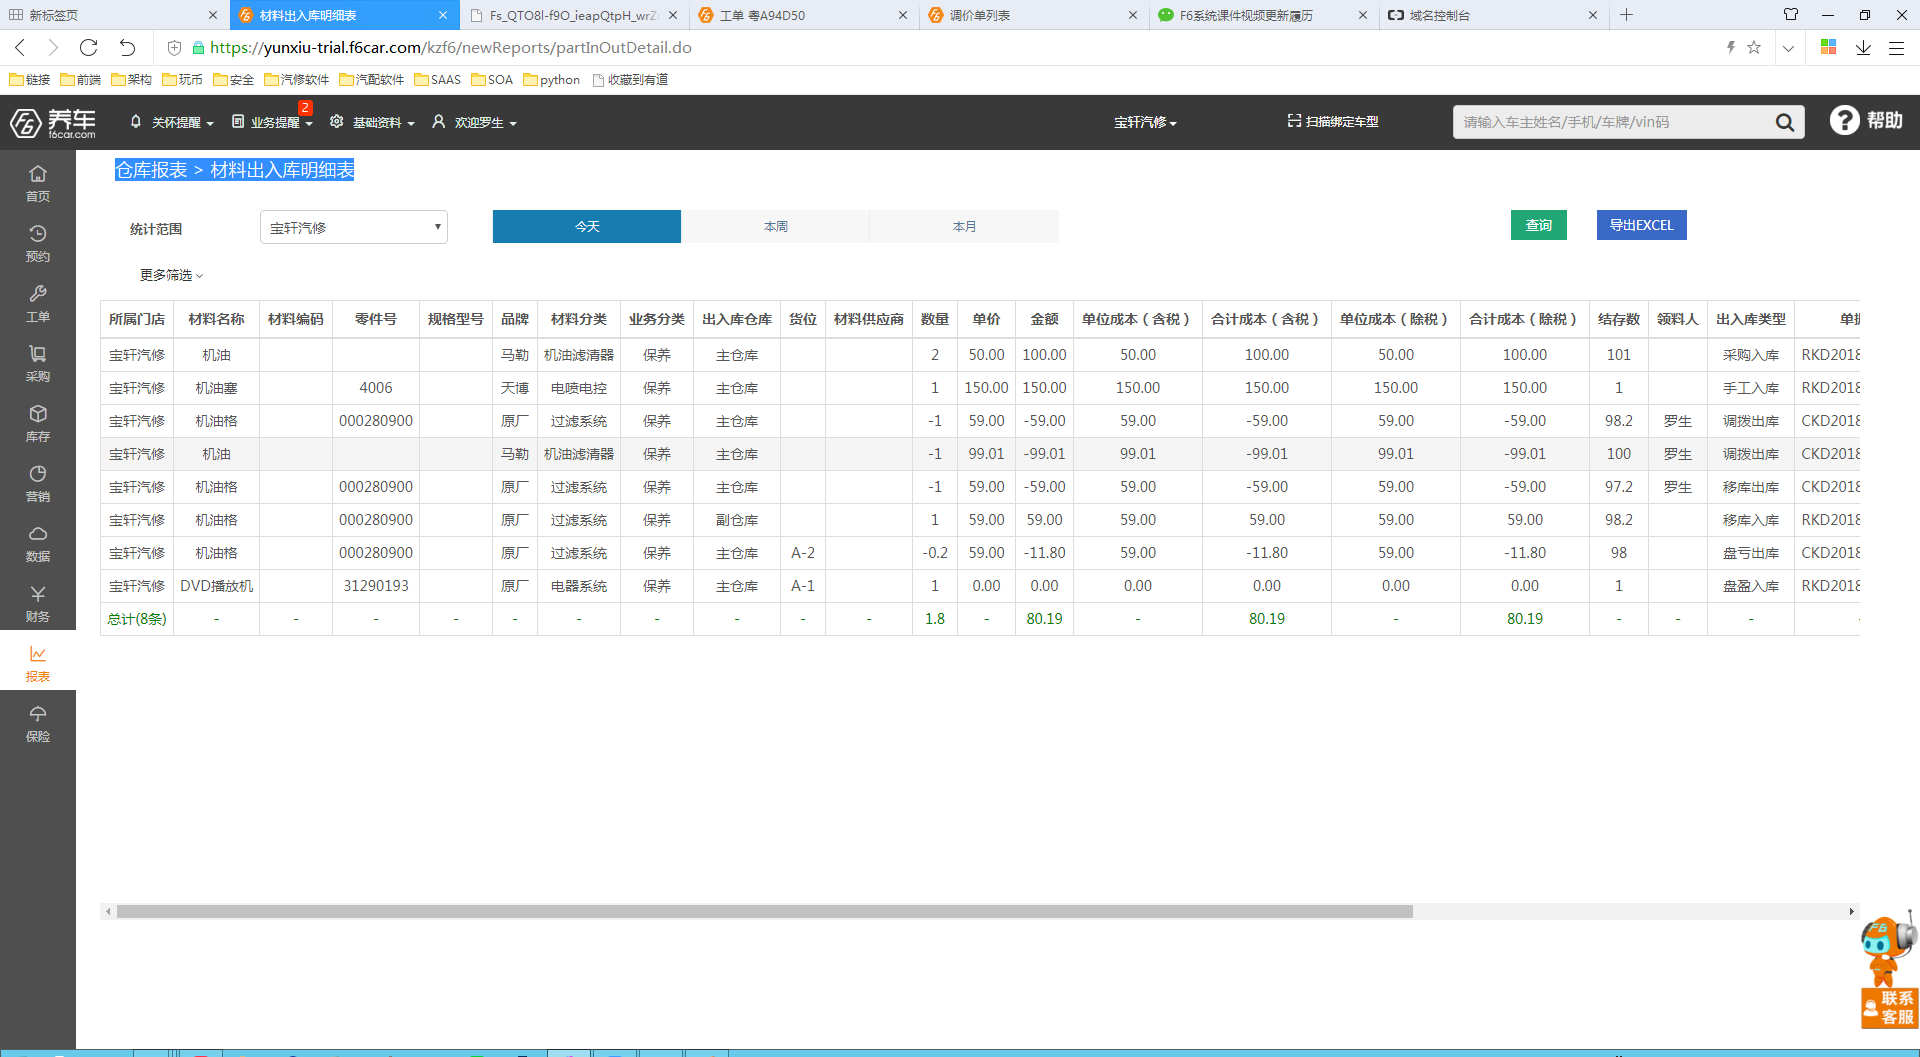 新标签页
材料出入库明细表
Fs_QTO8l-f9O_ieapQtpH_wrZ
工单 粤A94D50
调价单列表
F6系统课件视频更新履历
域名控制台
https://yunxiu-trial.f6car.com/kzf6/newReports/partInOutDetail.do
链接 前端 架构 玩币 安全 汽修软件 汽配软件 SAAS SOA python 收藏到有道
养车
f6car.com
关怀提醒 业务提醒 2 基础资料 欢迎罗生 宝轩汽修 扫描绑定车型 请输入车主姓名/手机/车牌/vin码 帮助
首页
预约
工单
采购
库存
营销
数据
财务
报表
保险
仓库报表 > 材料出入库明细表
统计范围 宝轩汽修 今天 本周 本月 查询 导出EXCEL
更多筛选
所属门店 材料名称 材料编码 零件号 规格型号 品牌 材料分类 业务分类 出入库仓库 货位 材料供应商 数量 单价 金额 单位成本（含税） 合计成本（含税） 单位成本（除税） 合计成本（除税） 结存数 领料人 出入库类型 单
宝轩汽修 机油 马勒 机油滤清器 保养 主仓库 2 50.00 100.00 50.00 100.00 50.00 100.00 101 采购入库 RKD2018
宝轩汽修 机油塞 4006 天博 电喷电控 保养 主仓库 1 150.00 150.00 150.00 150.00 150.00 150.00 1 手工入库 RKD2018
宝轩汽修 机油格 000280900 原厂 过滤系统 保养 主仓库 -1 59.00 -59.00 59.00 -59.00 59.00 -59.00 98.2 罗生 调拨出库 CKD2018
宝轩汽修 机油 马勒 机油滤清器 保养 主仓库 -1 99.01 -99.01 99.01 -99.01 99.01 -99.01 100 罗生 调拨出库 CKD2018
宝轩汽修 机油格 000280900 原厂 过滤系统 保养 主仓库 -1 59.00 -59.00 59.00 -59.00 59.00 -59.00 97.2 罗生 移库出库 CKD2018
宝轩汽修 机油格 000280900 原厂 过滤系统 保养 副仓库 1 59.00 59.00 59.00 59.00 59.00 59.00 98.2 移库入库 RKD2018
宝轩汽修 机油格 000280900 原厂 过滤系统 保养 主仓库 A-2 -0.2 59.00 -11.80 59.00 -11.80 59.00 -11.80 98 盘亏出库 CKD2018
宝轩汽修 DVD播放机 31290193 原厂 电器系统 保养 主仓库 A-1 1 0.00 0.00 0.00 0.00 0.00 0.00 1 盘盈入库 RKD2018
总计(8条) - - - - - - - - - - 1.8 - 80.19 - 80.19 - 80.19 - - - -
F6
联系
客服